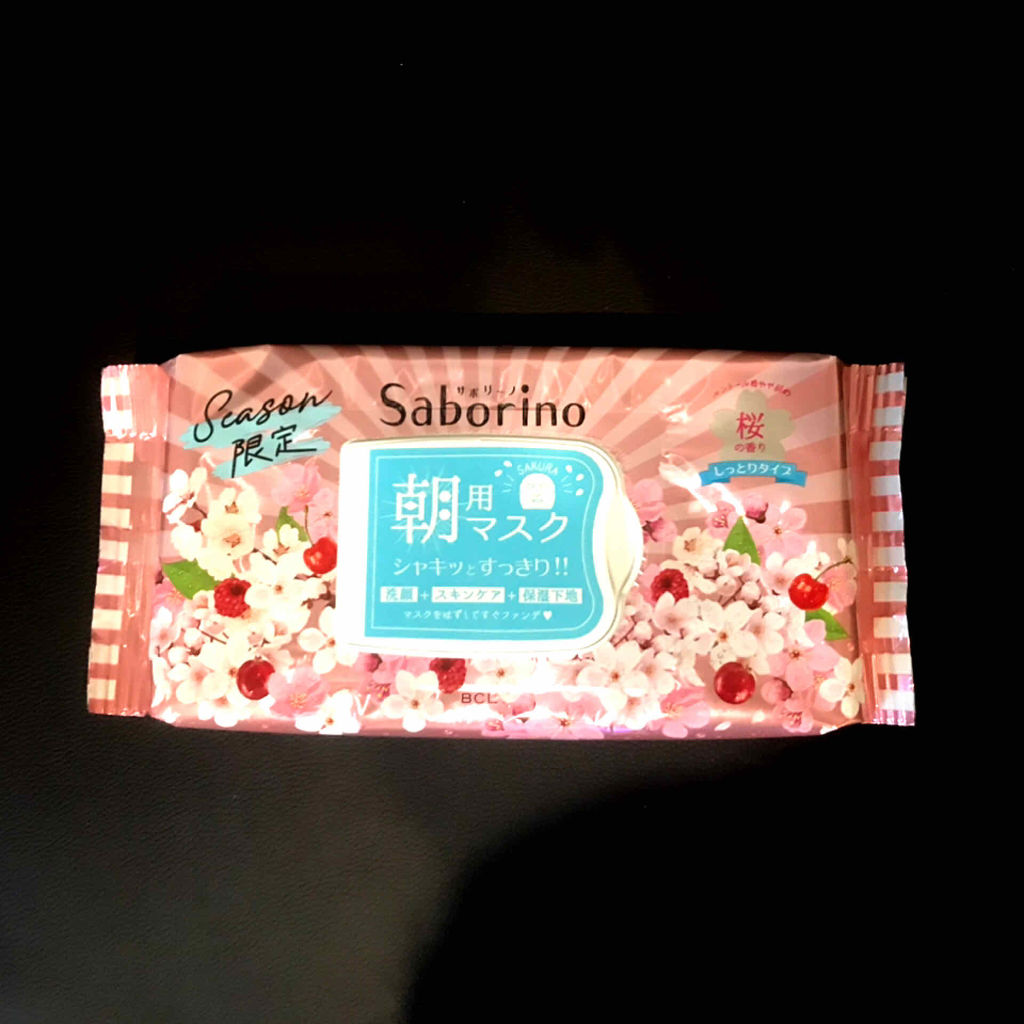 Season
限定
サボリーノ
Saborino
桜
の香り
しっとりタイプ
SAKURA
朝用
マスク
シャキッとすっきり!!
洗顔+スキンケア+保湿下地
マスクをはずしてすぐファンデ♥
BCL